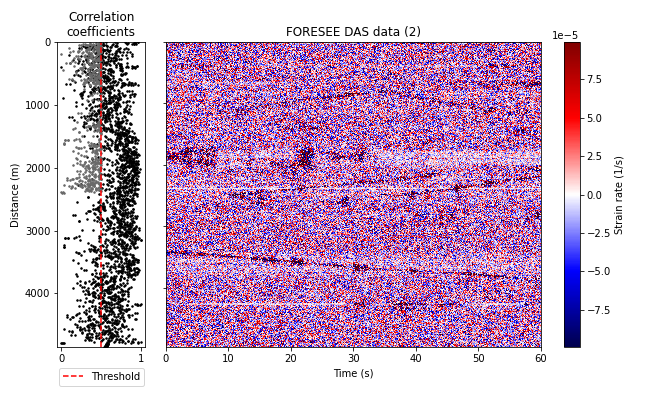 Correlation
coefficients
FORESEE DAS data (2)
1e−5
0
1000
2000
3000
4000
Distance (m)
0
1
Threshold
0
10
20
30
40
50
60
Time (s)
7.5
5.0
2.5
0.0
−2.5
−5.0
−7.5
Strain rate (1/s)